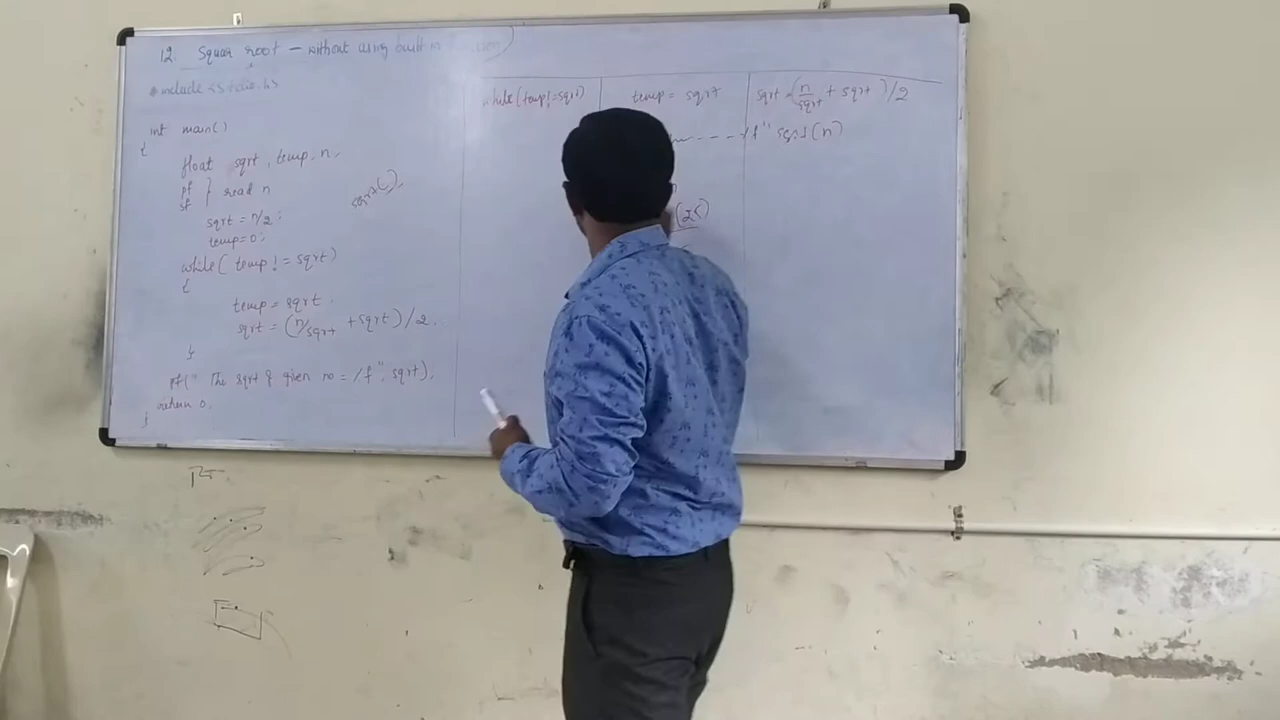 12. Squar root - without using built in
#include <stdio.h>
int main()
{
float sqrt, temp, n,
pf } read n
sf
sqrt = n/2;
temp=0;
while( temp! = sqrt)
{
temp = sqrt.
sqrt = (n/sqrt + sqrt)/2.
}
pf(" The sqrt of given no = /f", sqrt),
return 0,
}
sqrt( ),
while(temp!=sqrt)
temp = sqrt
sqrt = (n/sqrt + sqrt)/2
/f" sqrt(n)
(25)